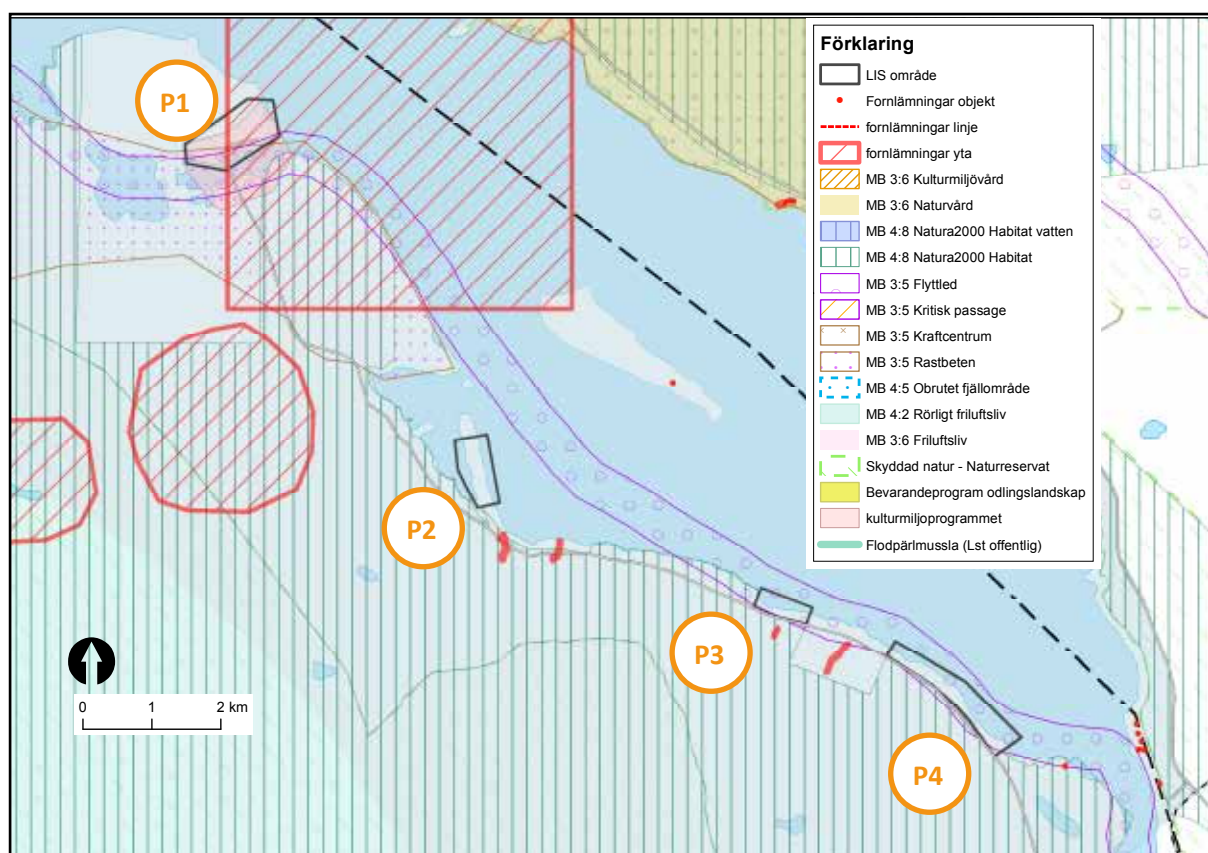 P1
P2
P3
P4
0 1 2 km
Förklaring
LIS område
Fornlämningar objekt
fornlämningar linje
fornlämningar yta
MB 3:6 Kulturmiljövård
MB 3:6 Naturvård
MB 4:8 Natura2000 Habitat vatten
MB 4:8 Natura2000 Habitat
MB 3:5 Flyttled
MB 3:5 Kritisk passage
MB 3:5 Kraftcentrum
MB 3:5 Rastbeten
MB 4:5 Obrutet fjällområde
MB 4:2 Rörligt friluftsliv
MB 3:6 Friluftsliv
Skyddad natur - Naturreservat
Bevarandeprogram odlingslandskap
kulturmiljoprogrammet
Flodpärlmussla (Lst offentlig)